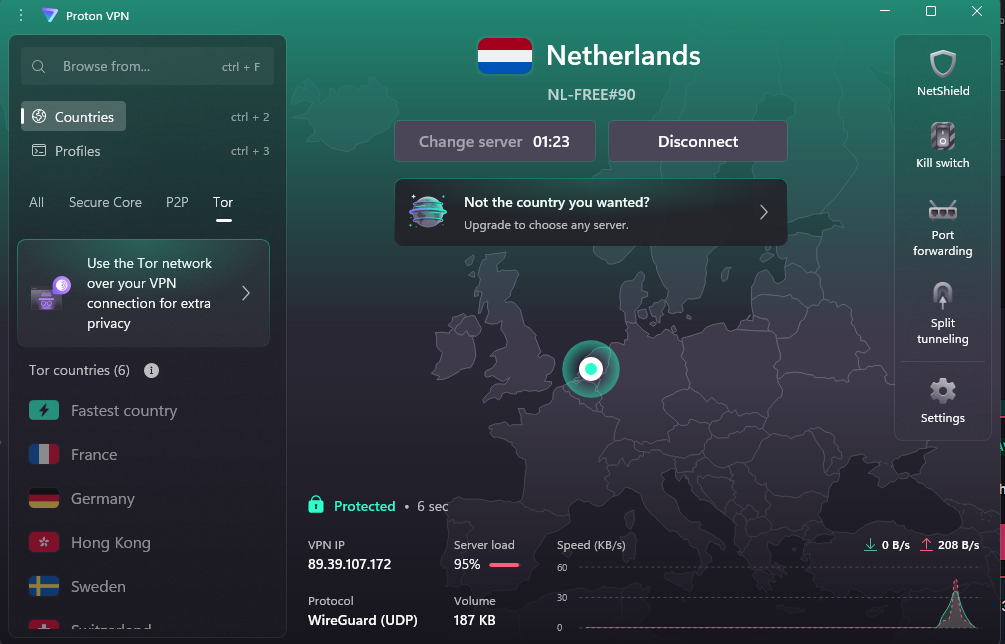 Proton VPN
Browse from...
ctrl + F
Countries
ctrl + 2
Profiles
ctrl + 3
All
Secure Core
P2P
Tor
Use the Tor network
over your VPN
connection for extra
privacy
Tor countries (6)
Fastest country
France
Germany
Hong Kong
Sweden
Switzerland
Netherlands
NL-FREE#90
Change server 01:23
Disconnect
Not the country you wanted?
Upgrade to choose any server.
Protected • 6 sec
VPN IP
89.39.107.172
Server load
95%
Protocol
WireGuard (UDP)
Volume
187 KB
Speed (KB/s)
0 B/s
208 B/s
60
30
0
NetShield
Kill switch
Port
forwarding
Split
tunneling
Settings